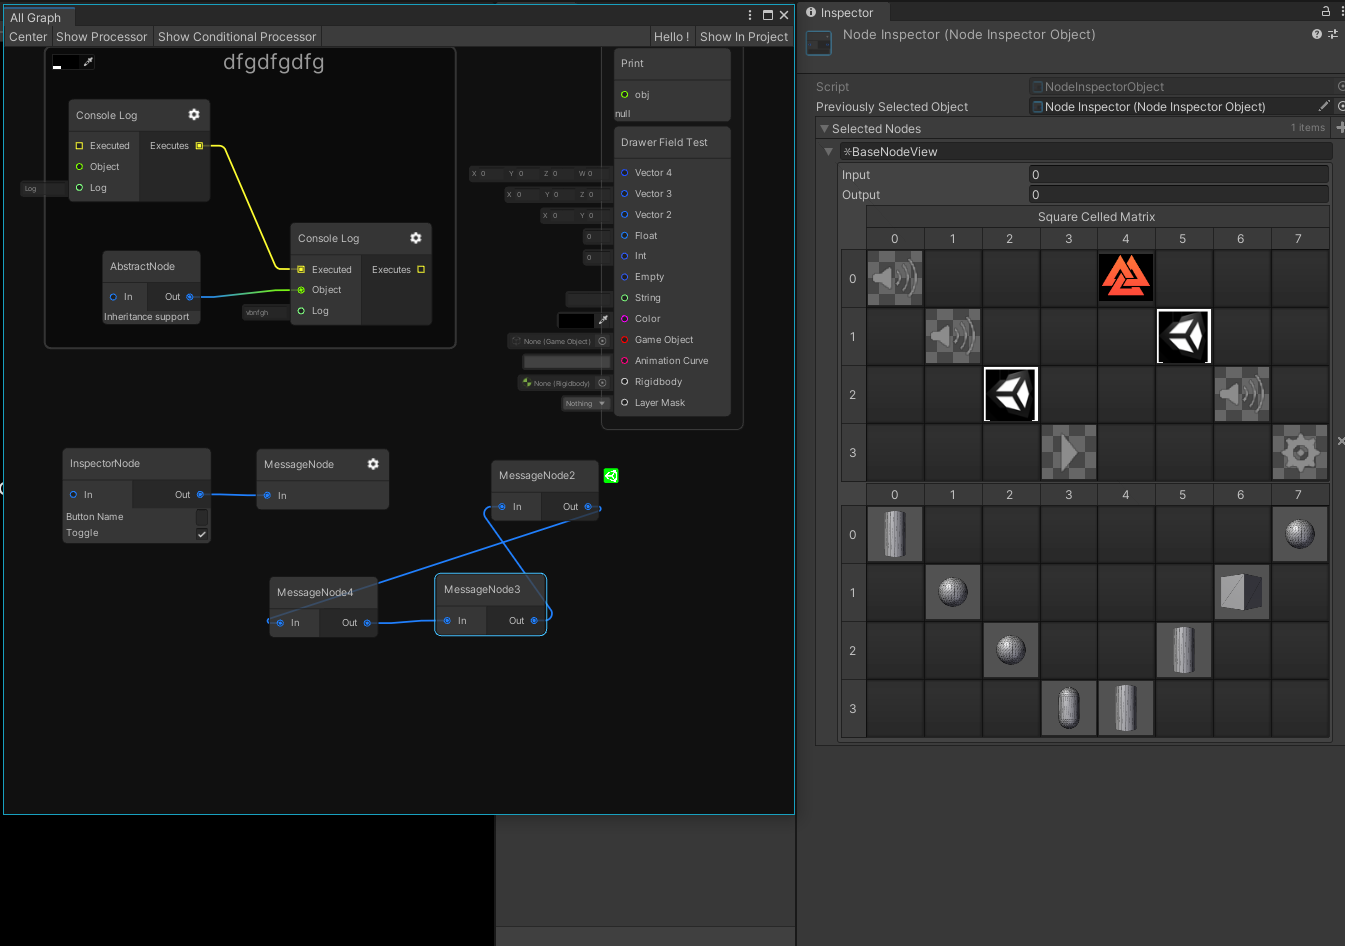 All Graph
Center Show Processor Show Conditional Processor Hello ! Show In Project
dfgdfgdfg
Console Log
Executed Executes
Object
Log Log
AbstractNode
In Out
Inheritance support
Console Log
Executed Executes
Object
vbnfgh Log
Print
obj
null
Drawer Field Test
X 0 Y 0 Z 0 W 0 Vector 4
X 0 Y 0 Z 0 Vector 3
X 0 Y 0 Vector 2
0 Float
0 Int
Empty
String
Color
None (Game Object) Game Object
Animation Curve
None (Rigidbody) Rigidbody
Nothing Layer Mask
InspectorNode
In Out
Button Name
Toggle
MessageNode
In
MessageNode2
In Out
MessageNode4
In Out
MessageNode3
In Out
Inspector
Node Inspector (Node Inspector Object)
Script NodeInspectorObject
Previously Selected Object Node Inspector (Node Inspector Object)
Selected Nodes 1 items
BaseNodeView
Input 0
Output 0
Square Celled Matrix
0 1 2 3 4 5 6 7
0
1
2
3
0 1 2 3 4 5 6 7
0
1
2
3